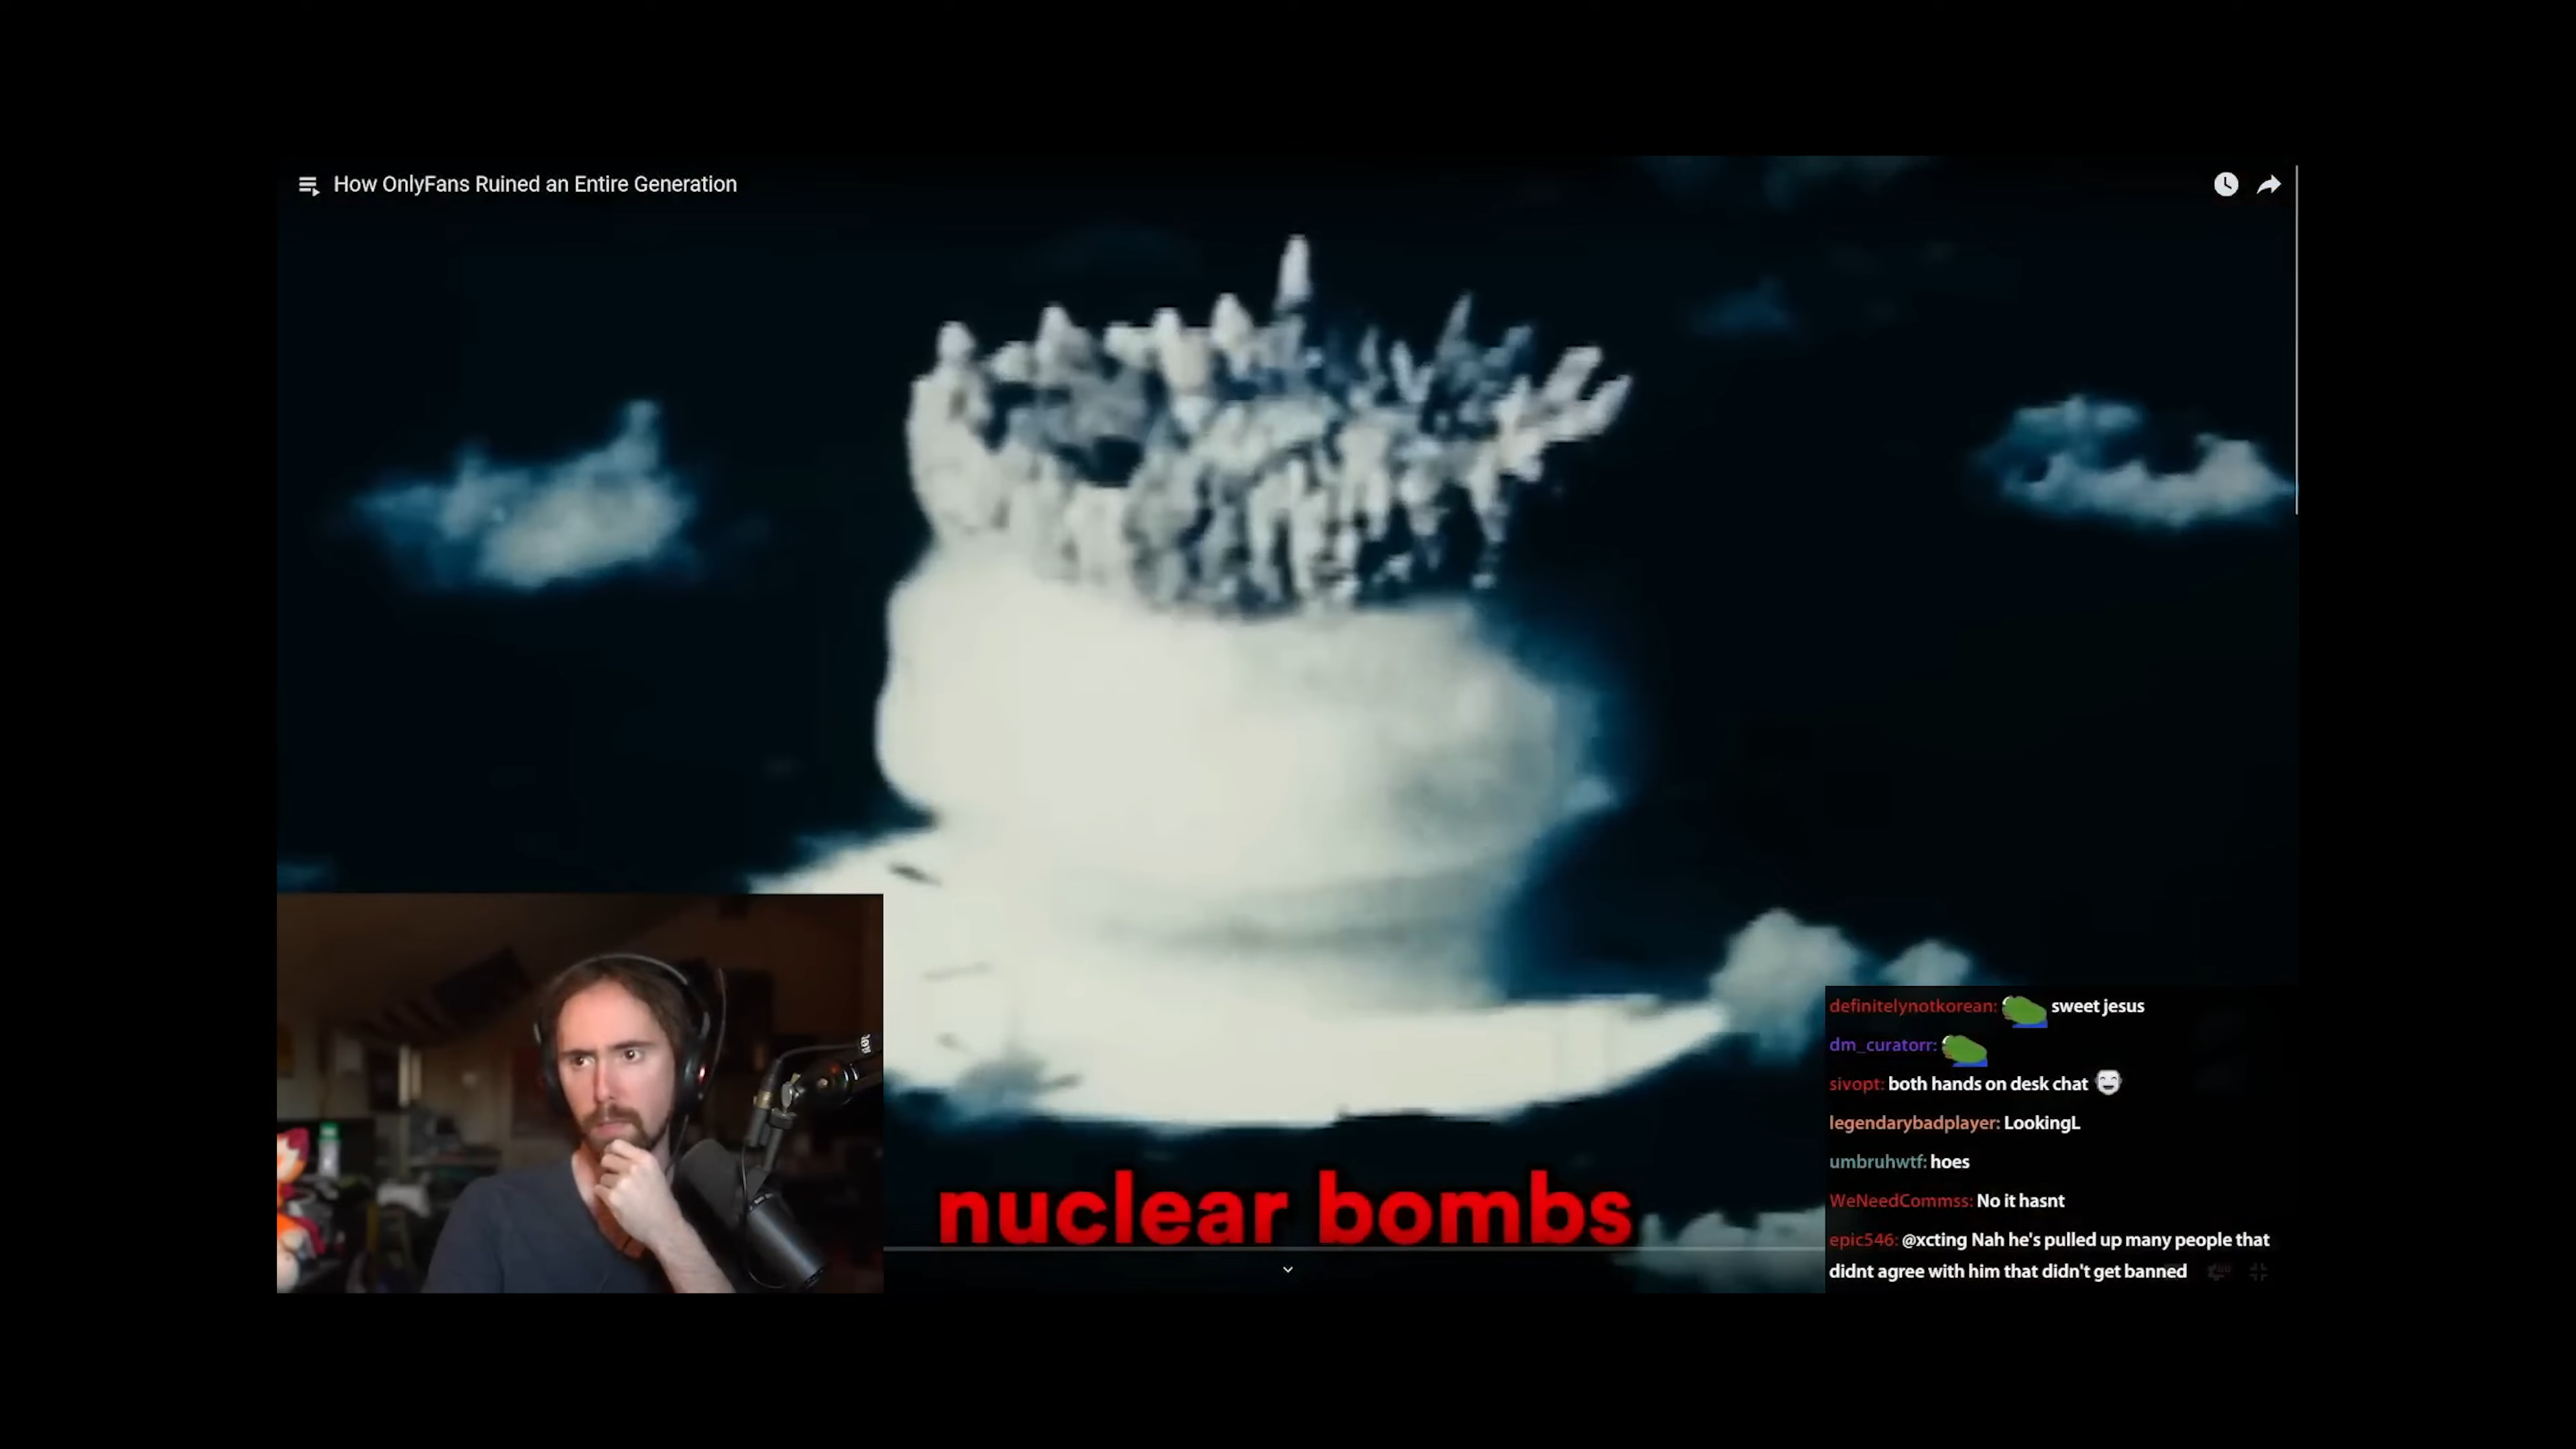 How OnlyFans Ruined an Entire Generation
nuclear bombs
definitelynotkorean: sweet jesus
dm_curatorr:
sivopt: both hands on desk chat
legendarybadplayer: LookingL
umbruhwtf: hoes
WeNeedCommss: No it hasnt
epic546: @xcting Nah he's pulled up many people that
didnt agree with him that didn't get banned